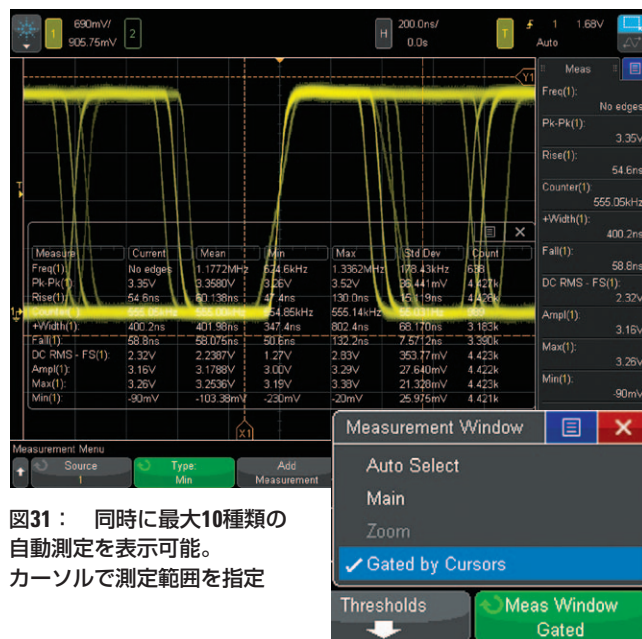 1 690mV/ 905.75mV 2 H 200.0ns/ 0.0s T 1 1.68V Auto
Meas
Y1
Freq(1):
No edges
Pk-Pk(1):
3.35V
Rise(1):
54.6ns
Counter(1):
555.05kHz
+Width(1):
400.2ns
Fall(1):
58.8ns
DC RMS - FS(1):
2.32V
Ampl(1):
3.16V
Max(1):
3.26V
Min(1):
-90mV
T
Measure Current Mean Min Max Std Dev Count
Freq(1): No edges 1.1772MHz 624.6kHz 1.3362MHz 178.43kHz 638
Pk-Pk(1): 3.35V 3.3580V 3.26V 3.52V 36.441mV 4.427k
Rise(1): 54.6ns 60.138ns 47.4ns 130.0ns 4.426k
Counter(1): 555.05kHz 554.85kHz 555.14kHz
+Width(1): 400.2ns 401.98ns 347.4ns 802.4ns 68.170ns 3.183k
Fall(1): 58.8ns 58.075ns 50.6ns 132.2ns 7.5712ns 3.390k
DC RMS - FS(1): 2.32V 2.2387V 1.27V 2.83V 353.77mV 4.423k
Ampl(1): 3.16V 3.1788V 3.00V 3.29V 27.640mV 4.422k
Max(1): 3.26V 3.2536V 3.19V 3.38V 21.328mV 4.423k
Min(1): -90mV -103.38mV -230mV -20mV 25.975mV 4.421k
X1
Measurement Menu
Source
1
Type:
Min
Add
Measurement
Measurement Window
Auto Select
Main
Zoom
Gated by Cursors
Thresholds
Meas Window
Gated
図31： 同時に最大10種類の
自動測定を表示可能。
カーソルで測定範囲を指定